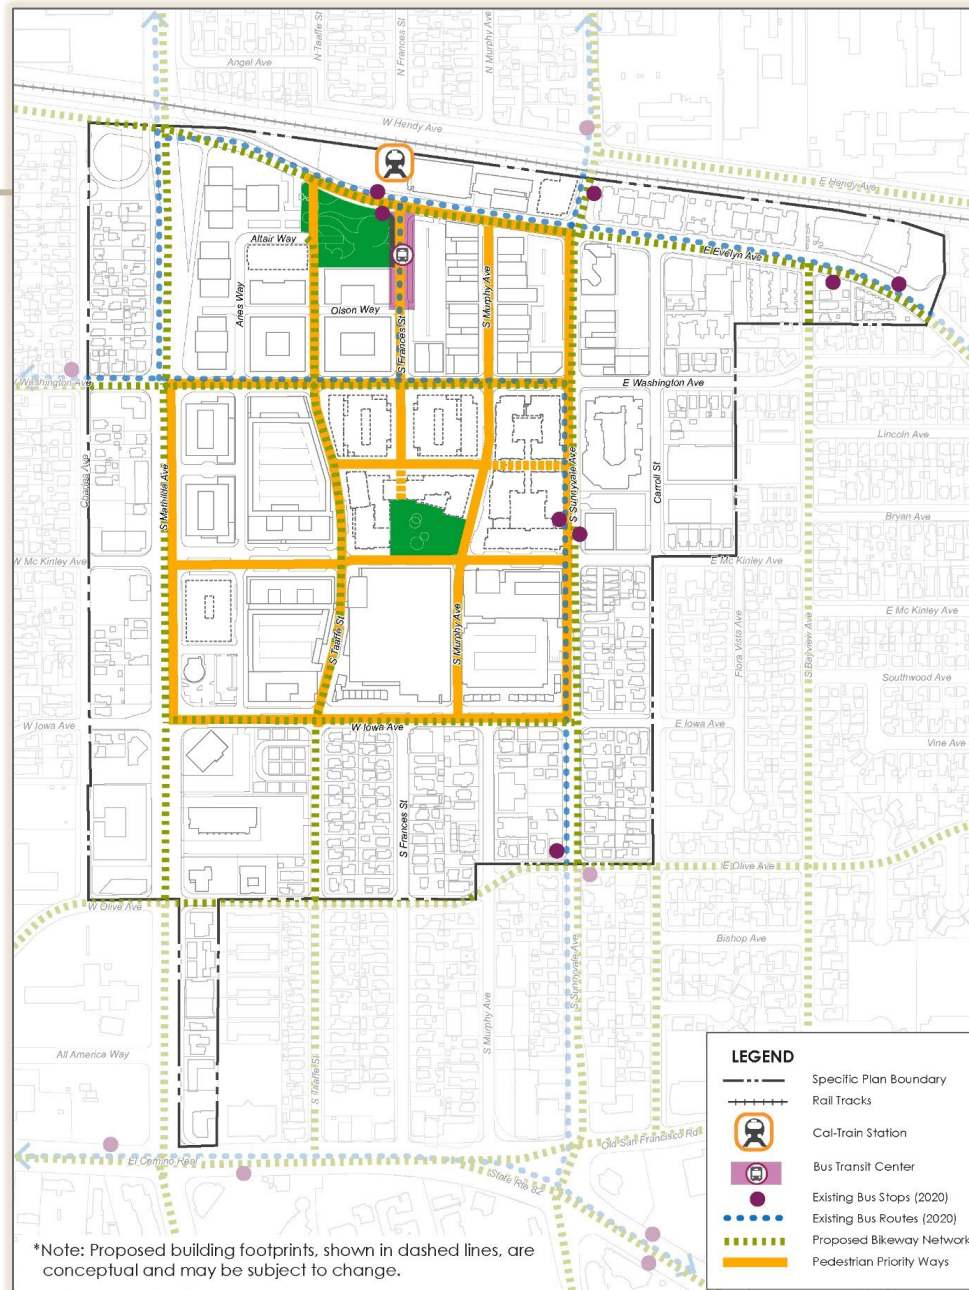 N Taaffe St
N Frances St
N Murphy Ave
Angel Ave
W Hendy Ave
E Hendy Ave
Altair Way
E Evelyn Ave
Aries Way
Olson Way
S Murphy Ave
S Frances St
W Washington Ave
E Washington Ave
Lincoln Ave
Charles Ave
S Mathilda Ave
S Sunnyvale Ave
Carroll St
Bryan Ave
W Mc Kinley Ave
E Mc Kinley Ave
E Mc Kinley Ave
S Taaffe St
S Murphy Ave
Flora Vista Ave
S Bayview Ave
Southwood Ave
W Iowa Ave
W Iowa Ave
E Iowa Ave
Vine Ave
S Frances St
E Olive Ave
W Olive Ave
Bishop Ave
S Sunnyvale Ave
S Murphy Ave
All America Way
S Taaffe St
Old San Francisco Rd
El Camino Real
State Rte 82
LEGEND
Specific Plan Boundary
Rail Tracks
Cal-Train Station
Bus Transit Center
Existing Bus Stops (2020)
Existing Bus Routes (2020)
Proposed Bikeway Network
Pedestrian Priority Ways
*Note: Proposed building footprints, shown in dashed lines, are
conceptual and may be subject to change.